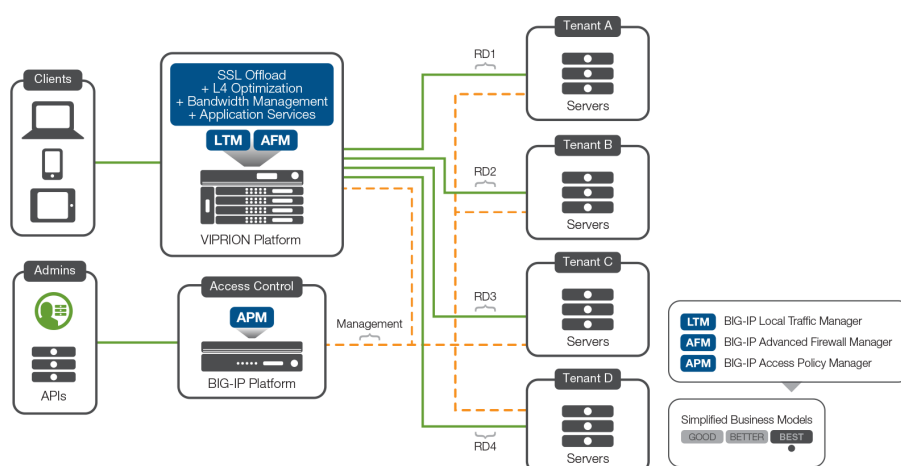 Clients
SSL Offload
+ L4 Optimization
+ Bandwidth Management
+ Application Services
LTM
AFM
VIPRION Platform
Admins
APIs
Access Control
APM
BIG-IP Platform
Management
RD1
RD2
RD3
RD4
Tenant A
Servers
Tenant B
Servers
Tenant C
Servers
Tenant D
Servers
LTM BIG-IP Local Traffic Manager
AFM BIG-IP Advanced Firewall Manager
APM BIG-IP Access Policy Manager
Simplified Business Models
GOOD BETTER BEST